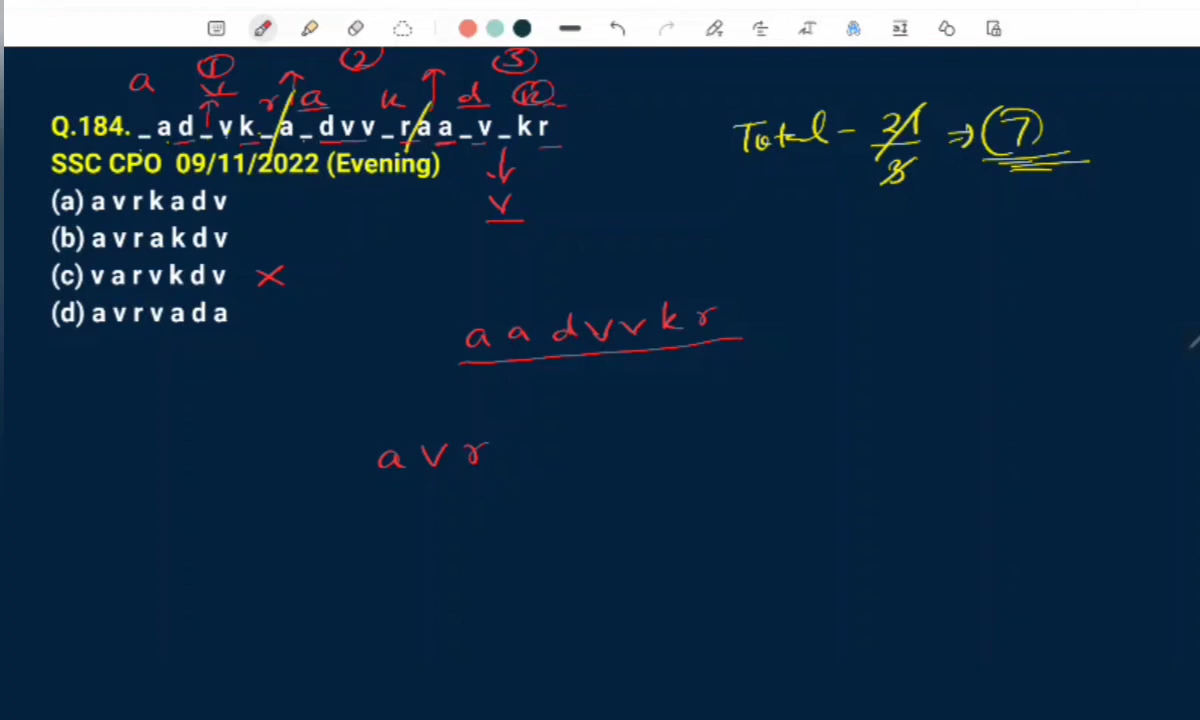 ① ② ③
a v r a k d k
Q.184. _ a d _ v k _ a _ d v v _ r a a _ v _ k r
Total - 21/3 ⇒ 7
SSC CPO 09/11/2022 (Evening)
v
(a) a v r k a d v
(b) a v r a k d v
(c) v a r v k d v ×
(d) a v r v a d a
a a d v v k r
a v r